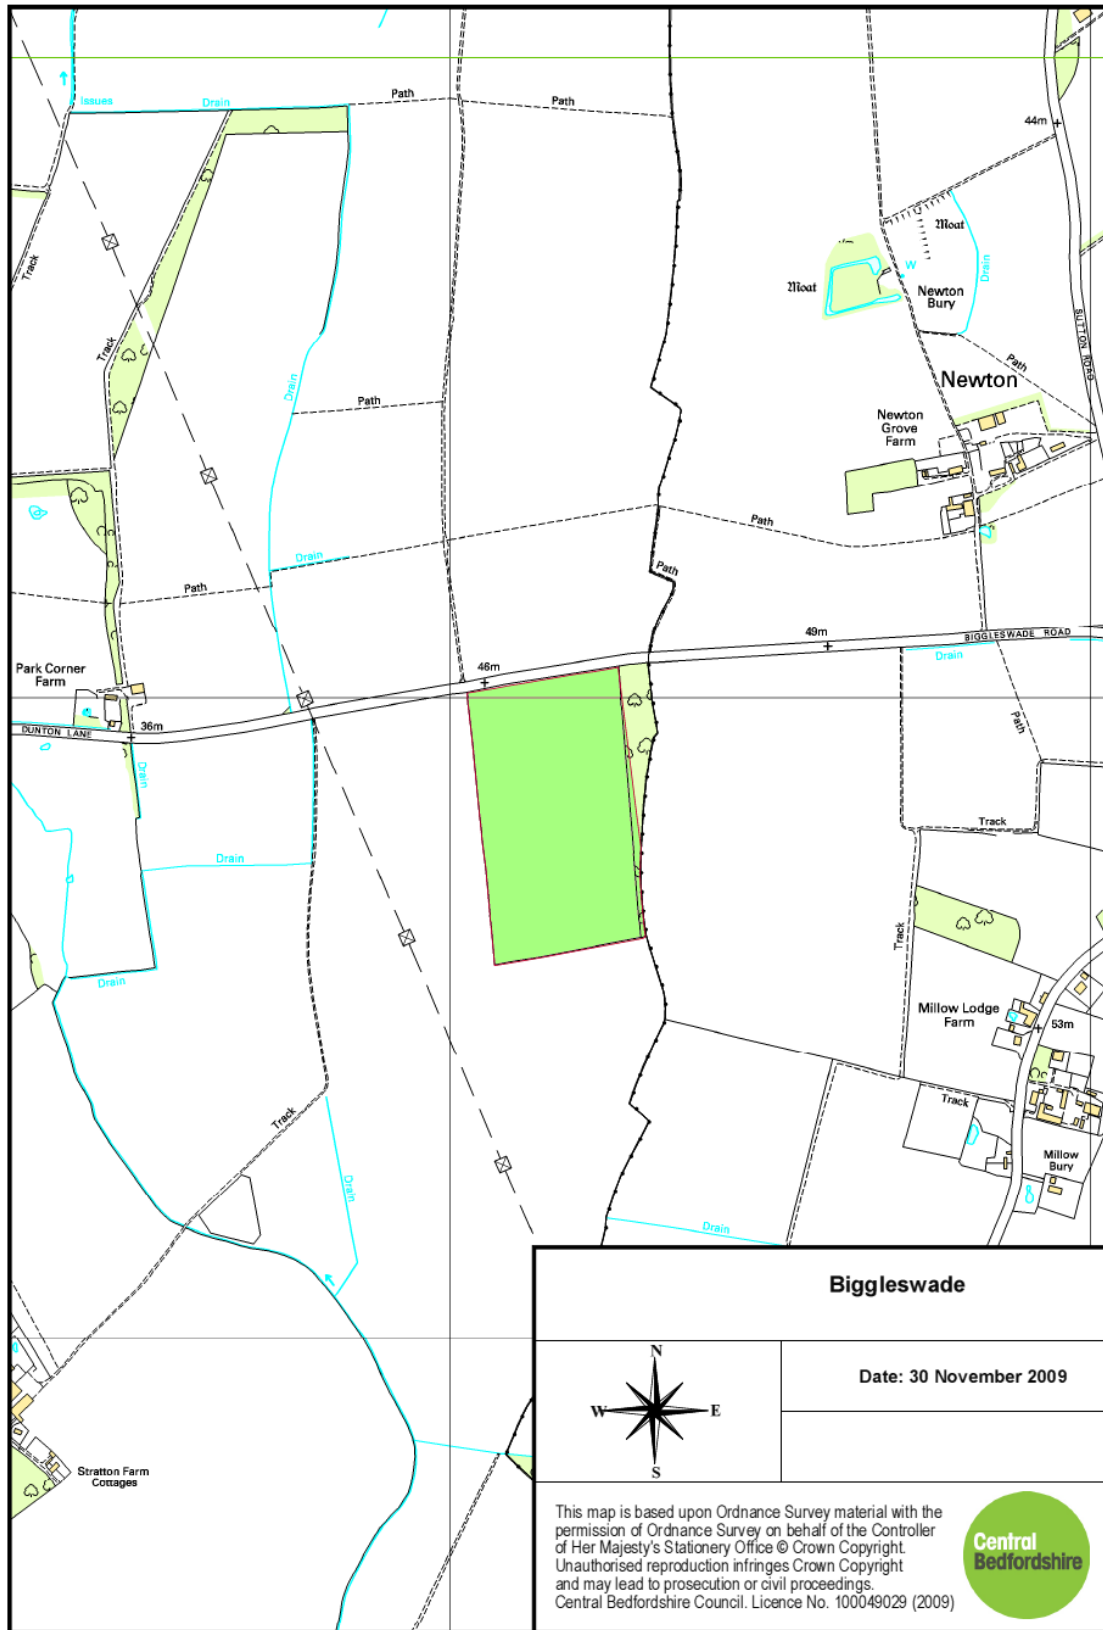 Issues
Drain
Path
Path
44m
Track
Moat
Moat
W
Newton
Bury
Drain
SUTTON ROAD
Track
Drain
Path
Path
Newton
Newton
Grove
Farm
Path
Drain
Path
Path
Path
49m
BIGGLESWADE ROAD
Drain
Park Corner
Farm
46m
36m
DUNTON LANE
Drain
Path
Drain
Track
Track
Drain
Millow Lodge
Farm
53m
Track
Track
Millow
Bury
Drain
Drain
Stratton Farm
Cottages
Biggleswade
N
W
E
S
Date: 30 November 2009
This map is based upon Ordnance Survey material with the
permission of Ordnance Survey on behalf of the Controller
of Her Majesty's Stationery Office © Crown Copyright.
Unauthorised reproduction infringes Crown Copyright
and may lead to prosecution or civil proceedings.
Central Bedfordshire Council. Licence No. 100049029 (2009)
Central
Bedfordshire